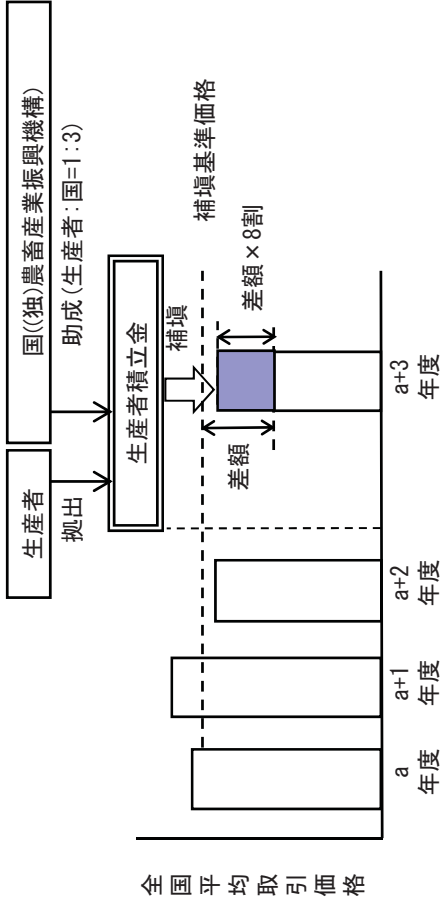 生産者
国((独)農畜産業振興機構)
拠出
助成(生産者:国=1:3)
生産者積立金
補塡
補塡基準価格
差額
差額×8割
全国平均取引価格
a
年度
a+1
年度
a+2
年度
a+3
年度